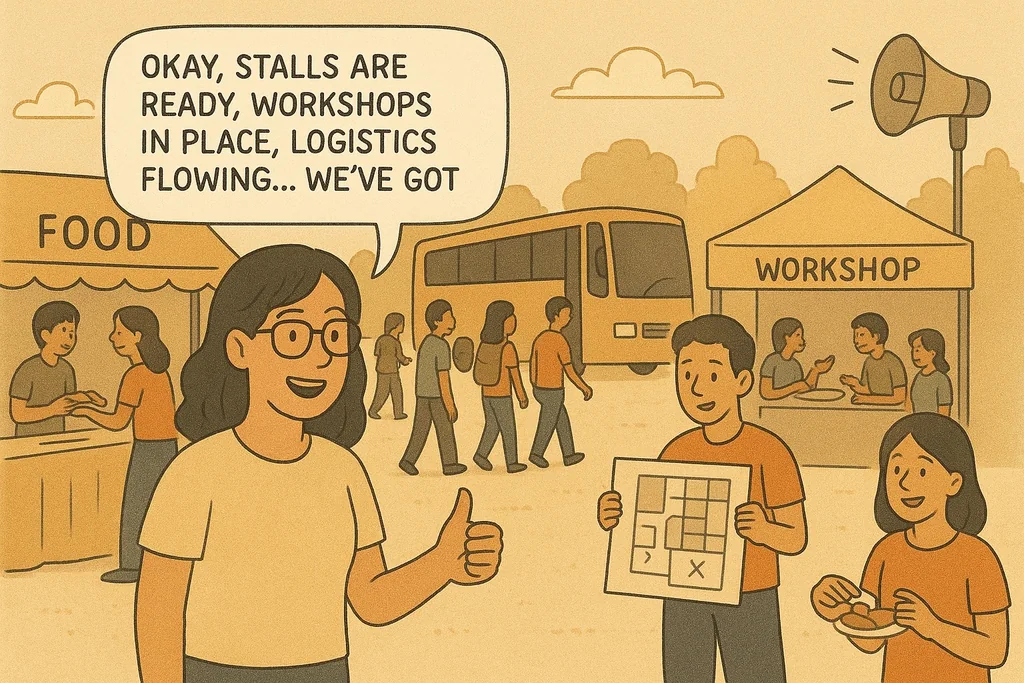 OKAY, STALLS ARE
READY, WORKSHOPS
IN PLACE, LOGISTICS
FLOWING... WE'VE GOT
FOOD
WORKSHOP
X